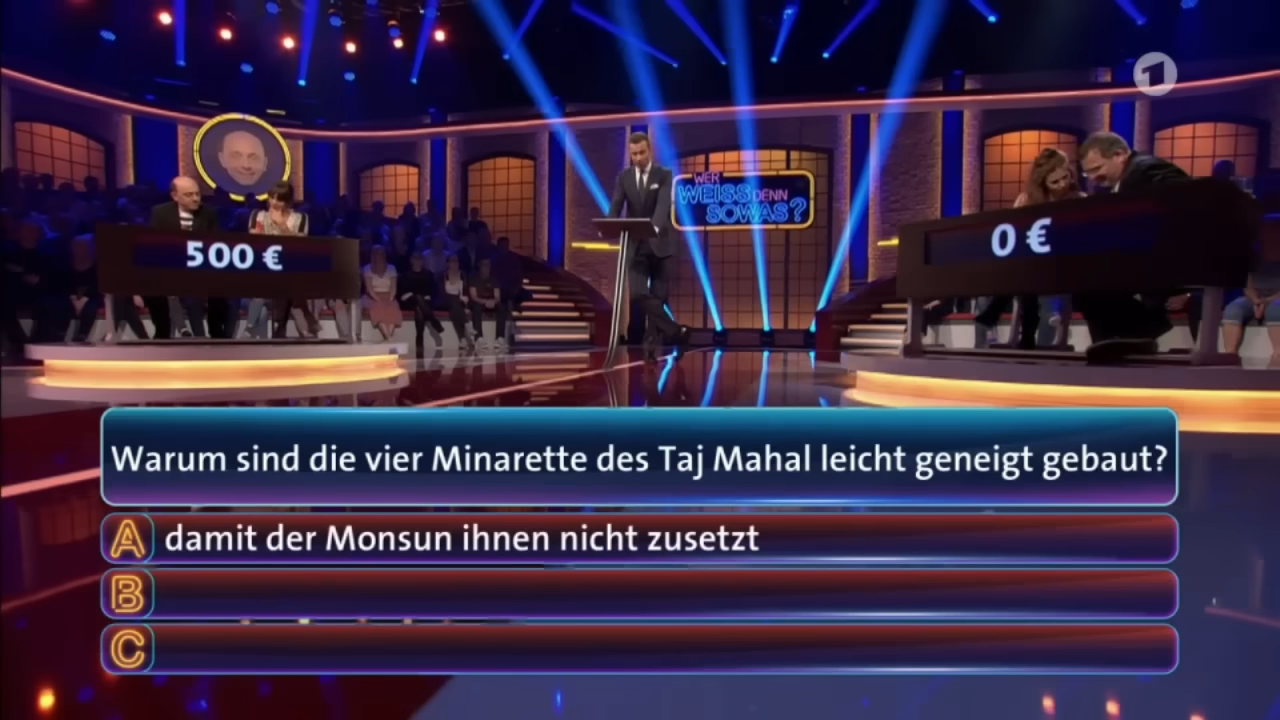 WER
WEISS DENN
SOWAS?
500 €
0 €
Warum sind die vier Minarette des Taj Mahal leicht geneigt gebaut?
A damit der Monsun ihnen nicht zusetzt
B
C
1